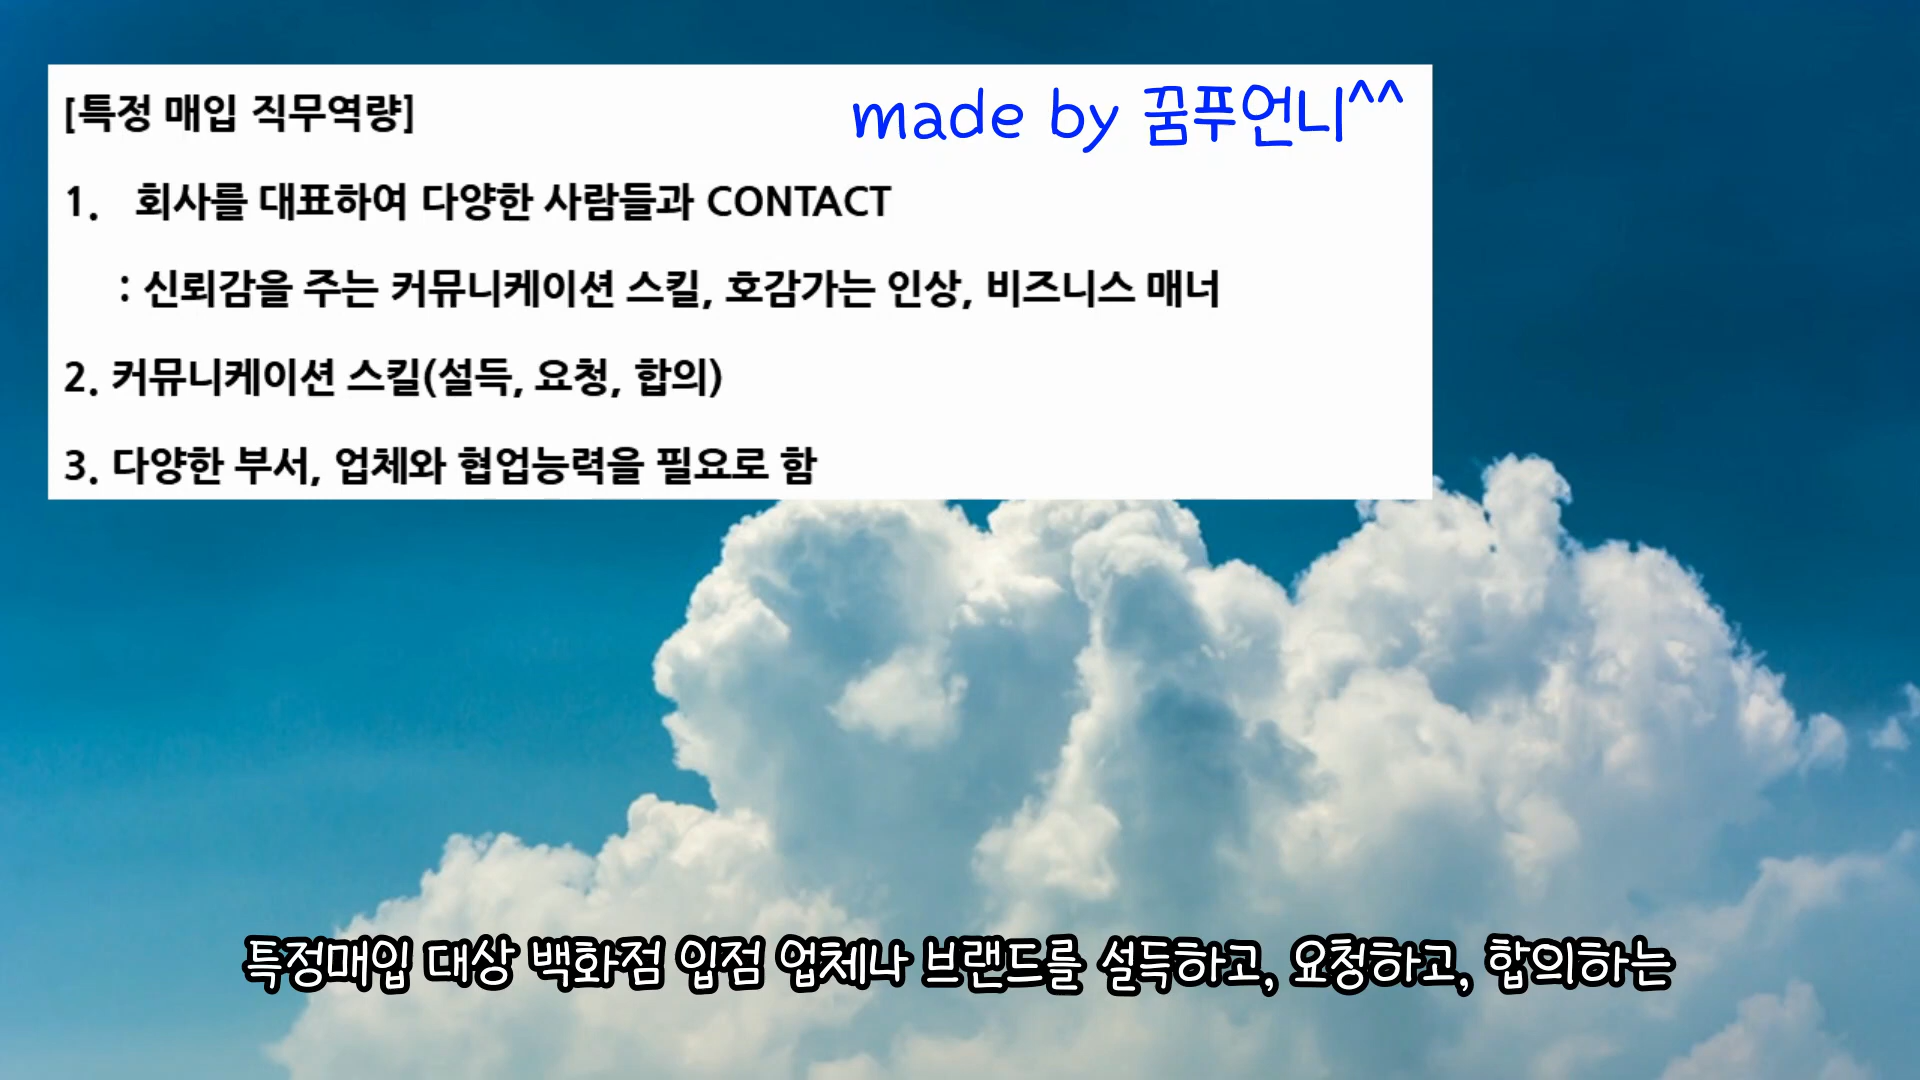 [특정 매입 직무역량]
made by 꿈푸언니^^
1. 회사를 대표하여 다양한 사람들과 CONTACT
: 신뢰감을 주는 커뮤니케이션 스킬, 호감가는 인상, 비즈니스 매너
2. 커뮤니케이션 스킬(설득, 요청, 합의)
3. 다양한 부서, 업체와 협업능력을 필요로 함
특정매입 대상 백화점 입점 업체나 브랜드를 설득하고, 요청하고, 합의하는